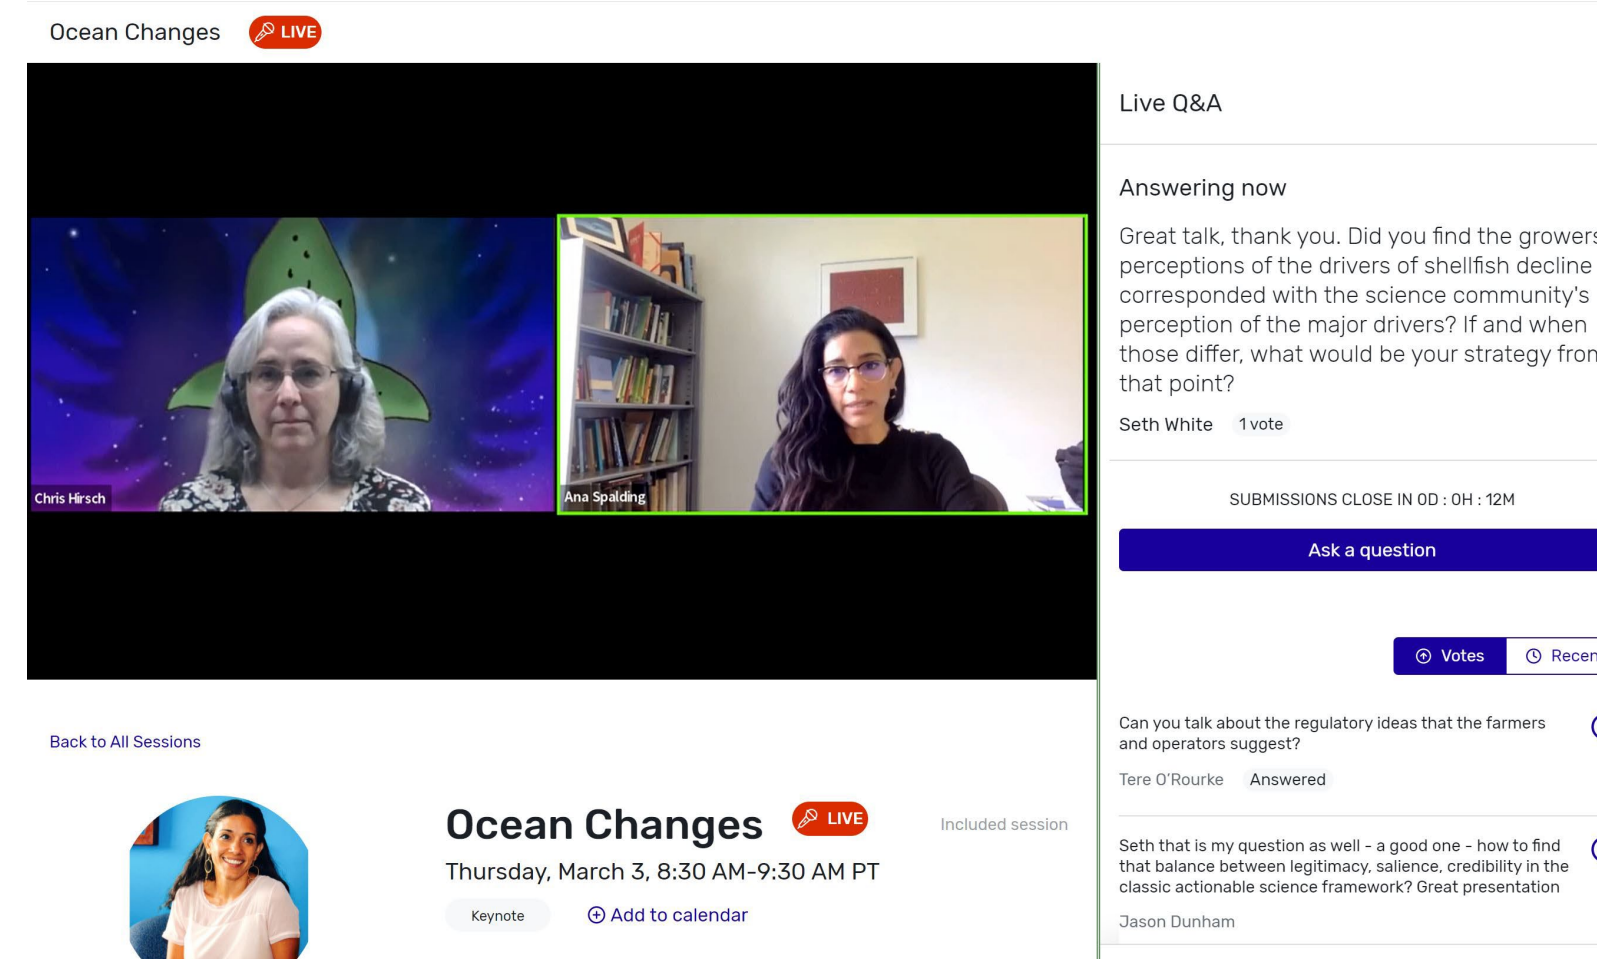 Ocean Changes LIVE
Chris Hirsch
Ana Spalding
Back to All Sessions
Ocean Changes LIVE
Included session
Thursday, March 3, 8:30 AM-9:30 AM PT
Keynote Add to calendar
Live Q&A
Answering now
Great talk, thank you. Did you find the growers
perceptions of the drivers of shellfish decline
corresponded with the science community's
perception of the major drivers? If and when
those differ, what would be your strategy from
that point?
Seth White 1 vote
SUBMISSIONS CLOSE IN 0D : 0H : 12M
Ask a question
Votes Recen
Can you talk about the regulatory ideas that the farmers
and operators suggest?
Tere O'Rourke Answered
Seth that is my question as well - a good one - how to find
that balance between legitimacy, salience, credibility in the
classic actionable science framework? Great presentation
Jason Dunham